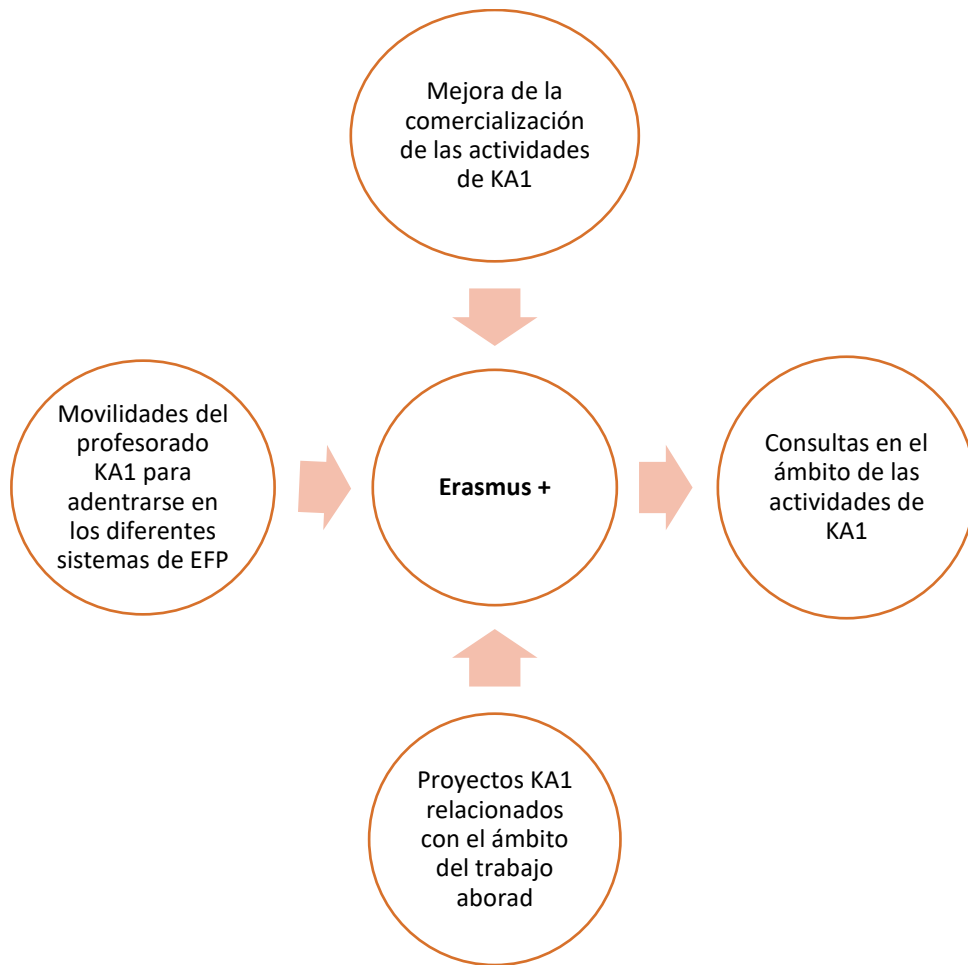 Mejora de la
comercialización
de las actividades
de KA1
Movilidades del
profesorado
KA1 para
adentrarse en
los diferentes
sistemas de EFP
Erasmus +
Consultas en el
ámbito de las
actividades de
KA1
Proyectos KA1
relacionados
con el ámbito
del trabajo
aborad